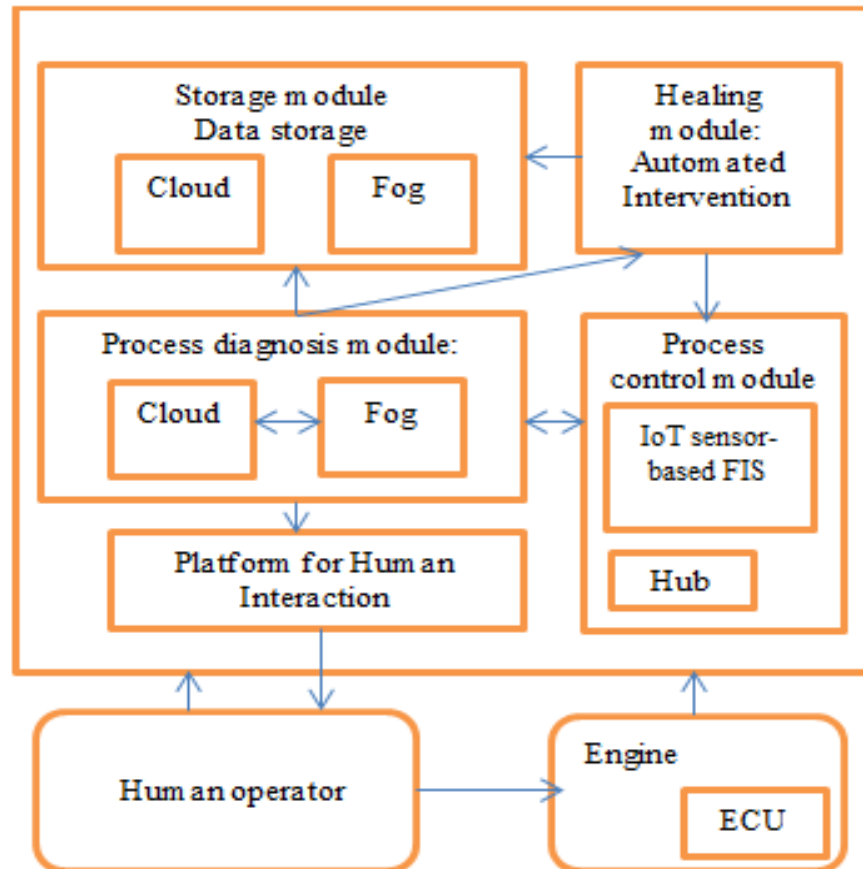 Storage module
Data storage
Cloud
Fog
Healing
module:
Automated
Intervention
Process diagnosis module:
Cloud
Fog
Process
control module
IoT sensor-
based FIS
Hub
Platform for Human
Interaction
Human operator
Engine
ECU